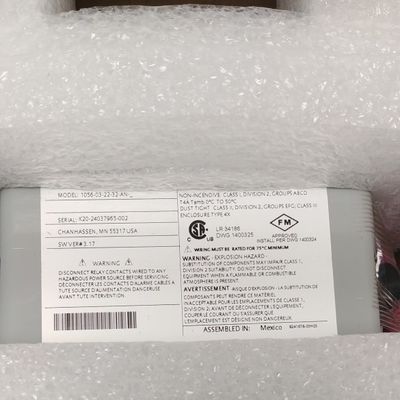 MODEL: 1056-03-22-32-AN-_
SERIAL: K20-24037965-002
CHANHASSEN, MN 55317 USA
SW VER# 3.17
WARNING
DISCONNECT RELAY CONTACTS WIRED TO ANY
HAZARDOUS POWER SOURCE BEFORE SERVICING
DÉCONNECTER LES CONTACTS D'ALARME CABLES A
TUTE SOURCE D'ALIMENTATION DANGEREUSE
AVANT TUTE INTERVENTION
NON-INCENDIVE. CLASS I, DIVISION 2, GROUPS ABCD
T4A Tamb 0°C TO 50°C
DUST TIGHT. CLASS II, DIVISION 2, GROUPS EFG; CLASS III
ENCLOSURE TYPE 4X
C US
LR 34186
DWG 1400325
FM
APPROVED
INSTALL PER DWG 1400324
WIRING MUST BE RATED FOR 75°C MINIMUM
WARNING - EXPLOSION HAZARD -
SUBSTITUTION OF COMPONENTS MAY IMPAIR CLASS I,
DIVISION 2 SUITABILITY. DO NOT DISCONNECT
EQUIPMENT WHEN A FLAMMABLE OR COMBUSTIBLE
ATMOSPHERE IS PRESENT
AVERTISSEMENT - RISQUE D'EXPLOSION - LA SUBSTITUTION DE
COMPOSANTS PEUT RENDRE CE MATERIEL
INACCEPTABLE POUR LES EMPLACEMENTS DE CLASSE I,
DIVISION 2. AVANT DE DÉCONNECTER L'EQUIPEMENT,
COUPER LE COURANT OU S'ASSURER QUE
L'EMPLACEMENT EST DÉSIGNÉ NON DANGEREUX.
ASSEMBLED IN: Mexico